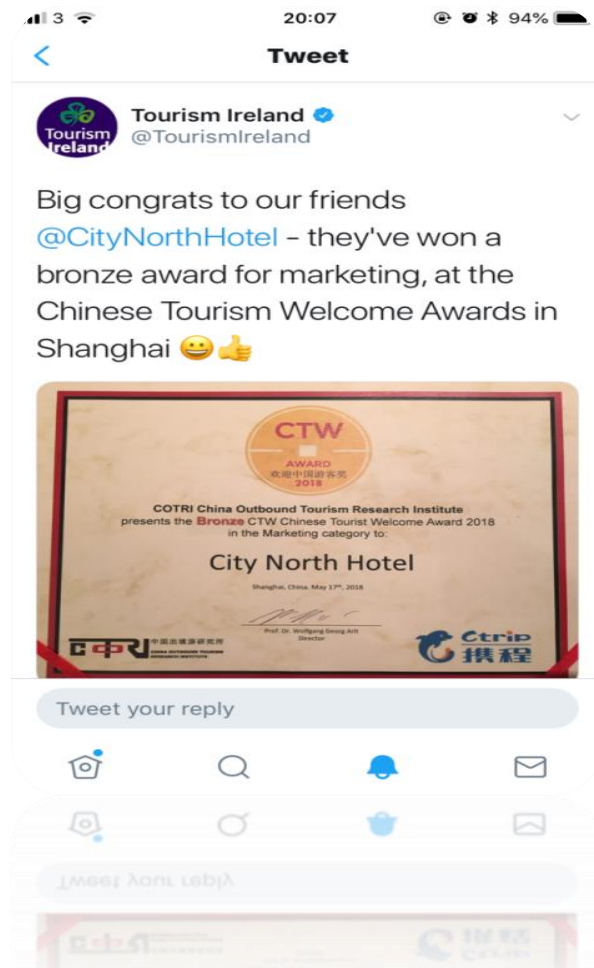 3 20:07 94%
Tweet
Tourism Ireland
@TourismIreland
Tourism
Ireland
Big congrats to our friends
@CityNorthHotel – they've won a
bronze award for marketing, at the
Chinese Tourism Welcome Awards in
Shanghai 😀👍
CTW
AWARD
欢迎中国游客奖
2018
COTRI China Outbound Tourism Research Institute
presents the Bronze CTW Chinese Tourist Welcome Award 2018
in the Marketing category to:
City North Hotel
Shanghai, China. May 17th, 2018
Prof. Dr. Wolfgang Georg Arlt
Director
COTRI 中国出境游研究所
CHINA OUTBOUND TOURISM
RESEARCH INSTITUTE
Ctrip
携程
Tweet your reply